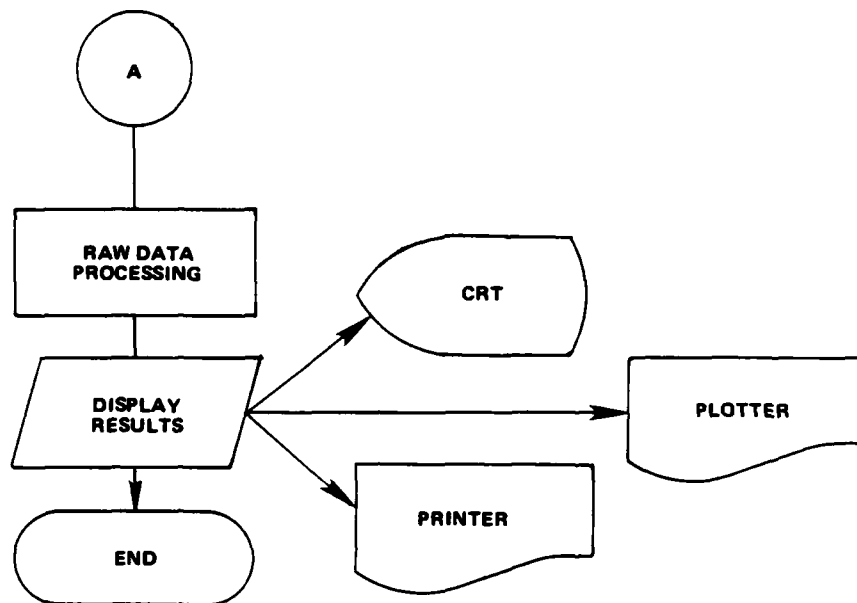 A
RAW DATA
PROCESSING
CRT
DISPLAY
RESULTS
PLOTTER
PRINTER
END